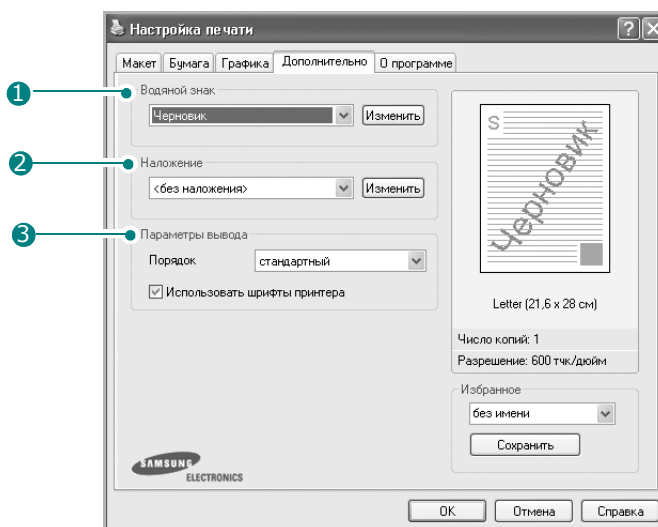 Настройка печати
Макет Бумага Графика Дополнительно О программе
1 Водяной знак
Черновик Изменить
2 Наложение
<без наложения> Изменить
3 Параметры вывода
Порядок стандартный
Использовать шрифты принтера
S
Черновик
Letter (21,6 x 28 см)
Число копий: 1
Разрешение: 600 тчк/дюйм
Избранное
без имени
Сохранить
SAMSUNG
ELECTRONICS
OK Отмена Справка